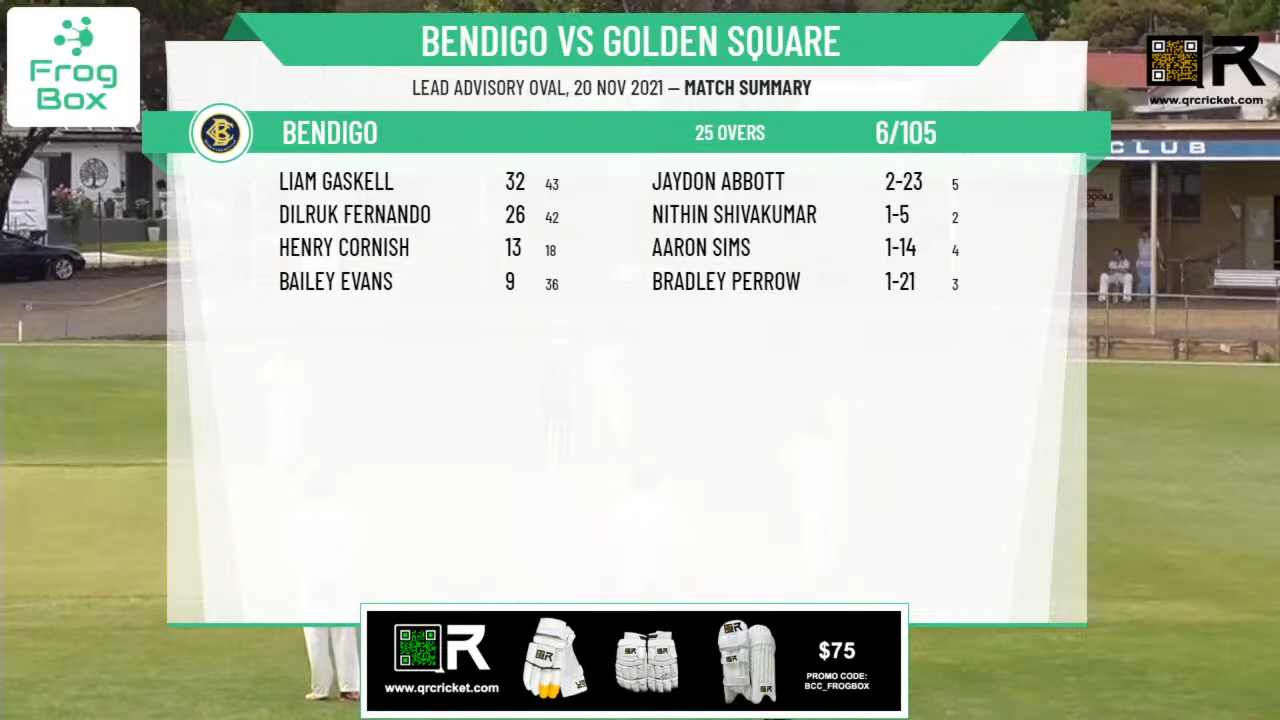 Frog
Box
BENDIGO VS GOLDEN SQUARE
LEAD ADVISORY OVAL, 20 NOV 2021 – MATCH SUMMARY
R
www.qrcricket.com
CLUB
BENDIGO 25 OVERS 6/105
LIAM GASKELL 32 43 JAYDON ABBOTT 2-23 5
DILRUK FERNANDO 26 42 NITHIN SHIVAKUMAR 1-5 2
HENRY CORNISH 13 18 AARON SIMS 1-14 4
BAILEY EVANS 9 36 BRADLEY PERROW 1-21 3
R
www.qrcricket.com
$75
PROMO CODE:
BCC_FROGBOX